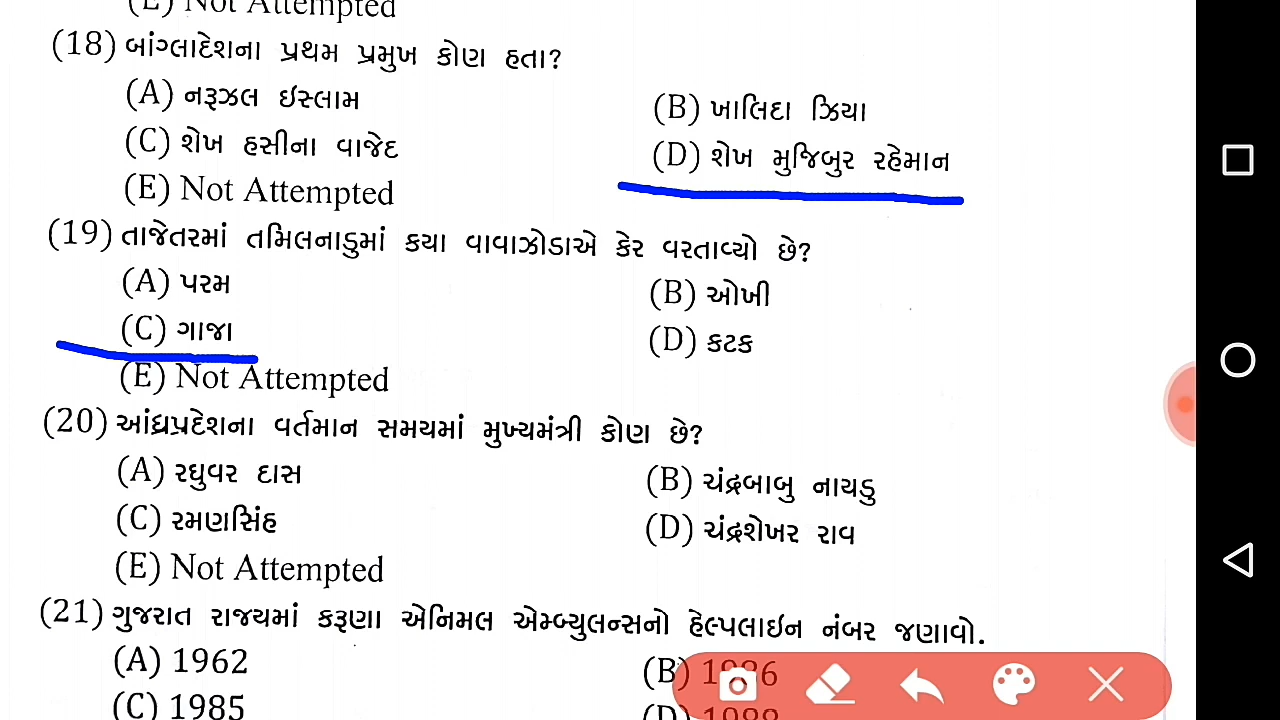 (E) Not Attempted
(18) બાંગ્લાદેશના પ્રથમ પ્રમુખ કોણ હતા?
(A) નરૂઝલ ઇસ્લામ (B) ખાલિદા ઝિયા
(C) શેખ હસીના વાજેદ (D) શેખ મુજિબુર રહેમાન
(E) Not Attempted
(19) તાજેતરમાં તમિલનાડુમાં કયા વાવાઝોડાએ કેર વરતાવ્યો છે?
(A) પરમ (B) ઓખી
(C) ગાજા (D) કટક
(E) Not Attempted
(20) આંધ્રપ્રદેશના વર્તમાન સમયમાં મુખ્યમંત્રી કોણ છે?
(A) રઘુવર દાસ (B) ચંદ્રબાબુ નાયડુ
(C) રમણસિંહ (D) ચંદ્રશેખર રાવ
(E) Not Attempted
(21) ગુજરાત રાજ્યમાં કરૂણા એનિમલ એમ્બ્યુલન્સનો હેલ્પલાઇન નંબર જણાવો.
(A) 1962 (B)
(C) 1985 (D)